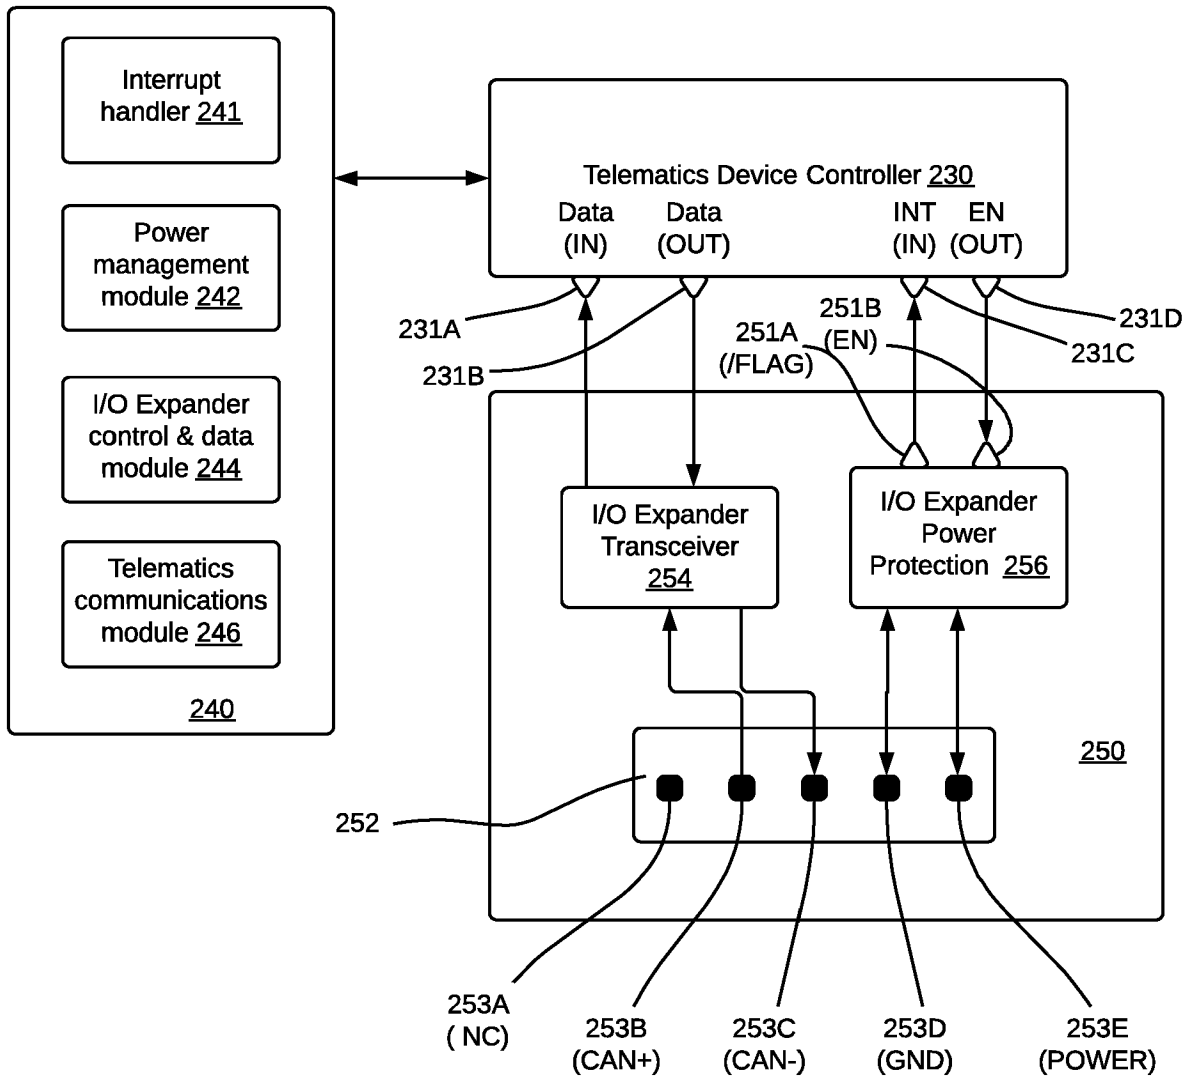 Interrupt
handler 241
Power
management
module 242
I/O Expander
control & data
module 244
Telematics
communications
module 246
240
Telematics Device Controller 230
Data
(IN)
Data
(OUT)
INT
(IN)
EN
(OUT)
231A
231B
251A
(/FLAG)
251B
(EN)
231D
231C
I/O Expander
Transceiver
254
I/O Expander
Power
Protection 256
250
252
253A
( NC)
253B
(CAN+)
253C
(CAN-)
253D
(GND)
253E
(POWER)